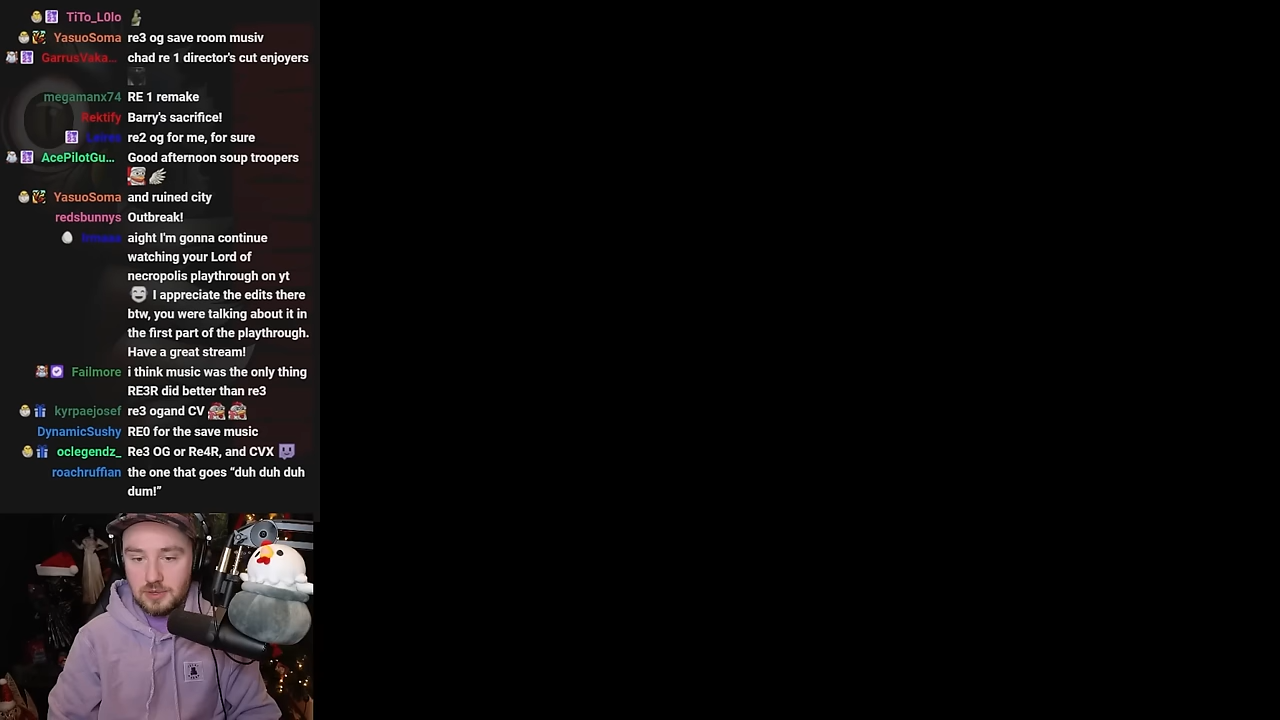 TiTo_L0lo
YasuoSoma re3 og save room musiv
GarrusVaka... chad re 1 director's cut enjoyers
megamanx74 RE 1 remake
Rektify Barry's sacrifice!
re2 og for me, for sure
AcePilotGu... Good afternoon soup troopers
YasuoSoma and ruined city
redsbunnys Outbreak!
aight I'm gonna continue
watching your Lord of
necropolis playthrough on yt
I appreciate the edits there
btw, you were talking about it in
the first part of the playthrough.
Have a great stream!
Failmore i think music was the only thing
RE3R did better than re3
kyrpaejosef re3 ogand CV
DynamicSushy RE0 for the save music
oclegendz_ Re3 OG or Re4R, and CVX
roachruffian the one that goes “duh duh duh
dum!”